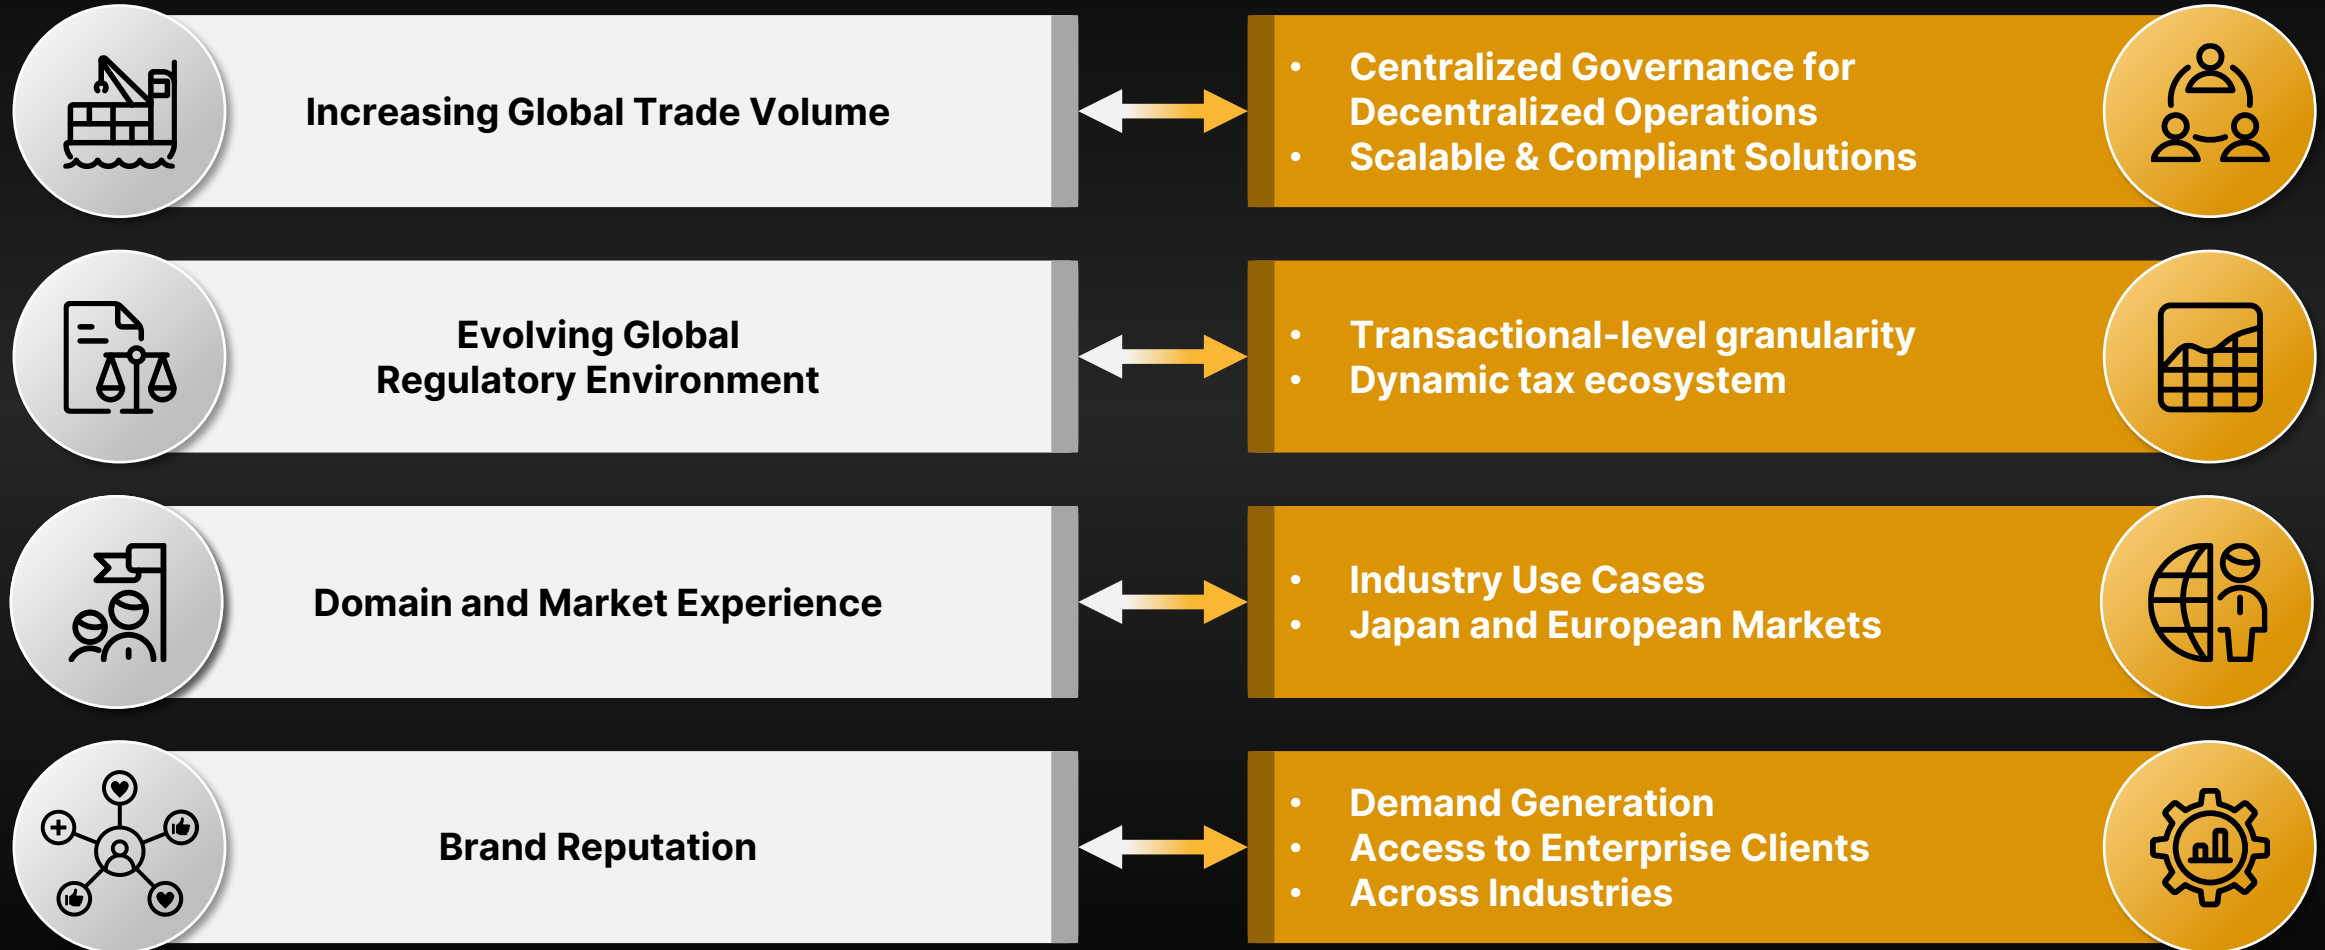 Increasing Global Trade Volume
• Centralized Governance for
Decentralized Operations
• Scalable & Compliant Solutions
Evolving Global
Regulatory Environment
• Transactional-level granularity
• Dynamic tax ecosystem
Domain and Market Experience
• Industry Use Cases
• Japan and European Markets
Brand Reputation
• Demand Generation
• Access to Enterprise Clients
• Across Industries